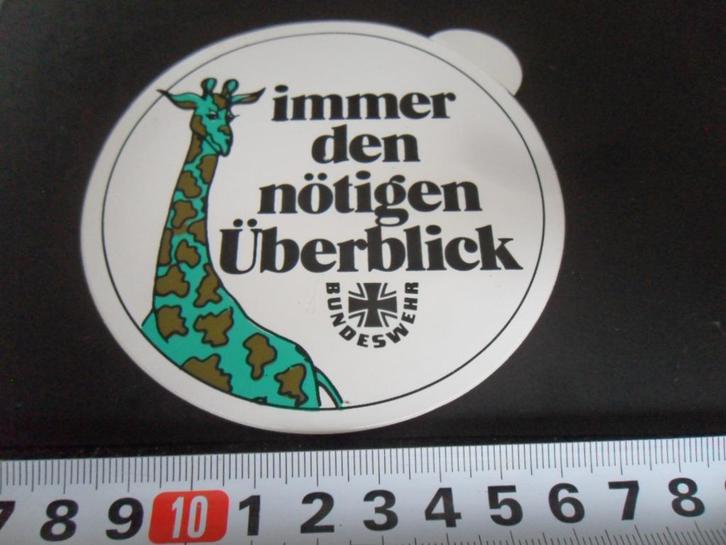 immer
den
nötigen
Überblick
BUNDESWEHR
7 8 9 10 1 2 3 4 5 6 7 8